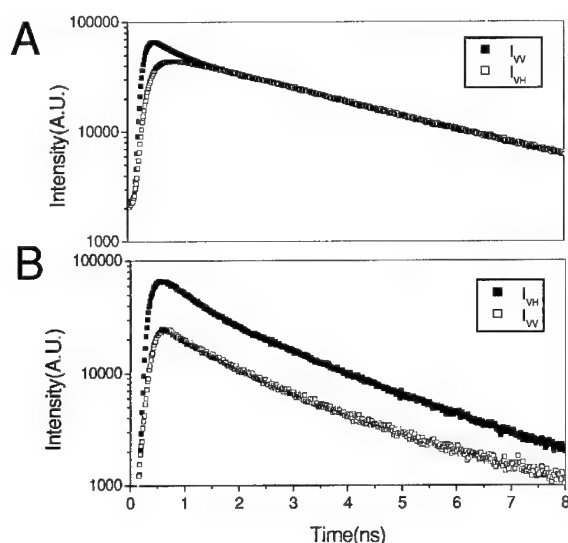 A
100000
10000
1000
Intensity(A.U.)
I_VV
I_VH
B
100000
10000
1000
Intensity(A.U.)
I_VH
I_VV
0 1 2 3 4 5 6 7 8
Time(ns)